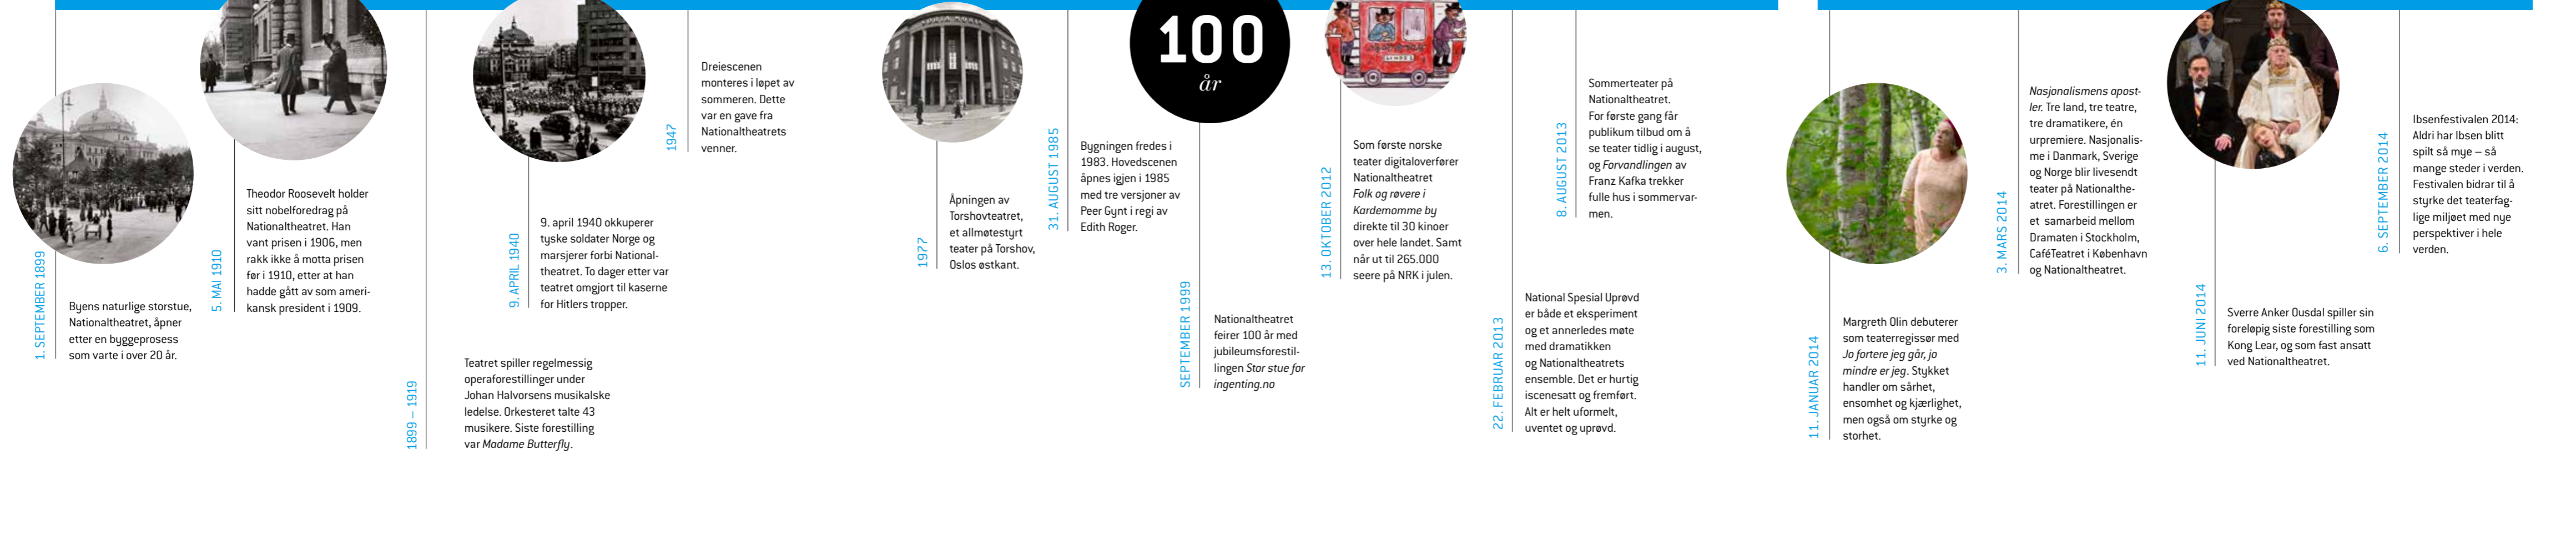 1. SEPTEMBER 1899
Byens naturlige storstue,
Nationaltheatret, åpner
etter en byggeprosess
som varte i over 20 år.
5. MAI 1910
Theodor Roosevelt holder
sitt nobelforedrag på
Nationaltheatret. Han
vant prisen i 1906, men
rakk ikke å motta prisen
før i 1910, etter at han
hadde gått av som ameri-
kansk president i 1909.
1899 – 1919
Teatret spiller regelmessig
operaforestillinger under
Johan Halvorsens musikalske
ledelse. Orkesteret talte 43
musikere. Siste forestilling
var Madame Butterfly.
9. APRIL 1940
9. april 1940 okkuperer
tyske soldater Norge og
marsjerer forbi National-
theatret. To dager etter var
teatret omgjort til kaserne
for Hitlers tropper.
1947
Dreiescenen
monteres i løpet av
sommeren. Dette
var en gave fra
Nationaltheatrets
venner.
1977
Åpningen av
Torshovteatret,
et allmøtestyrt
teater på Torshov,
Oslos østkant.
31. AUGUST 1985
Bygningen fredes i
1983. Hovedscenen
åpnes igjen i 1985
med tre versjoner av
Peer Gynt i regi av
Edith Roger.
100
år
SEPTEMBER 1999
Nationaltheatret
feirer 100 år med
jubileumsforestil-
lingen Stor stue for
ingenting.no
13. OKTOBER 2012
Som første norske
teater digitaloverfører
Nationaltheatret
Folk og røvere i
Kardemomme by
direkte til 30 kinoer
over hele landet. Samt
når ut til 265.000
seere på NRK i julen.
22. FEBRUAR 2013
National Spesial Uprøvd
er både et eksperiment
og et annerledes møte
med dramatikken
og Nationaltheatrets
ensemble. Det er hurtig
iscenesatt og fremført.
Alt er helt uformelt,
uventet og uprøvd.
8. AUGUST 2013
Sommerteater på
Nationaltheatret.
For første gang får
publikum tilbud om å
se teater tidlig i august,
og Forvandlingen av
Franz Kafka trekker
fulle hus i sommervar-
men.
11. JANUAR 2014
Margreth Olin debuterer
som teaterregissør med
Jo fortere jeg går, jo
mindre er jeg. Stykket
handler om sårhet,
ensomhet og kjærlighet,
men også om styrke og
storhet.
3. MARS 2014
Nasjonalismens apost-
ler. Tre land, tre teatre,
tre dramatikere, én
urpremiere. Nasjonalis-
me i Danmark, Sverige
og Norge blir livesendt
teater på Nationalthe-
atret. Forestillingen er
et samarbeid mellom
Dramaten i Stockholm,
CaféTeatret i København
og Nationaltheatret.
11. JUNI 2014
Sverre Anker Ousdal spiller sin
foreløpig siste forestilling som
Kong Lear, og som fast ansatt
ved Nationaltheatret.
6. SEPTEMBER 2014
Ibsenfestivalen 2014:
Aldri har Ibsen blitt
spilt så mye – så
mange steder i verden.
Festivalen bidrar til å
styrke det teaterfag-
lige miljøet med nye
perspektiver i hele
verden.